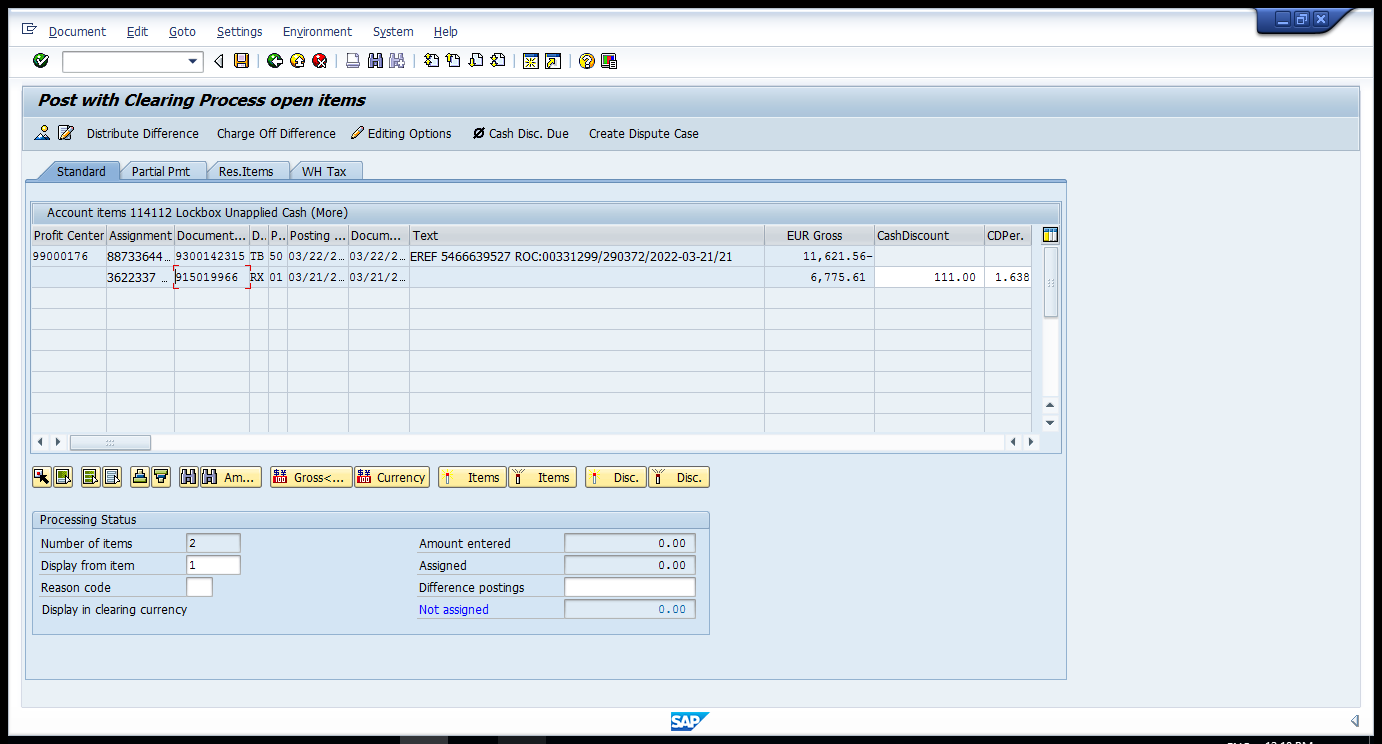 Document Edit Goto Settings Environment System Help
Post with Clearing Process open items
Distribute Difference Charge Off Difference Editing Options Cash Disc. Due Create Dispute Case
Standard Partial Pmt Res.Items WH Tax
Account items 114112 Lockbox Unapplied Cash (More)
Profit Center Assignment Document... D.. P.. Posting ... Docum... Text EUR Gross CashDiscount CDPer.
99000176 88733644... 9300142315 TB 50 03/22/2... 03/22/2... EREF 5466639527 ROC:00331299/290372/2022-03-21/21 11,621.56-
3622337 ... 915019966 RX 01 03/21/2... 03/21/2... 6,775.61 111.00 1.638
Am... Gross<... Currency Items Items Disc. Disc.
Processing Status
Number of items 2 Amount entered 0.00
Display from item 1 Assigned 0.00
Reason code Difference postings
Display in clearing currency Not assigned 0.00
SAP